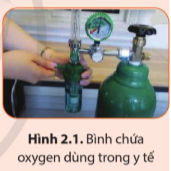 Hình 2.1. Bình chứa
oxygen dùng trong y tế